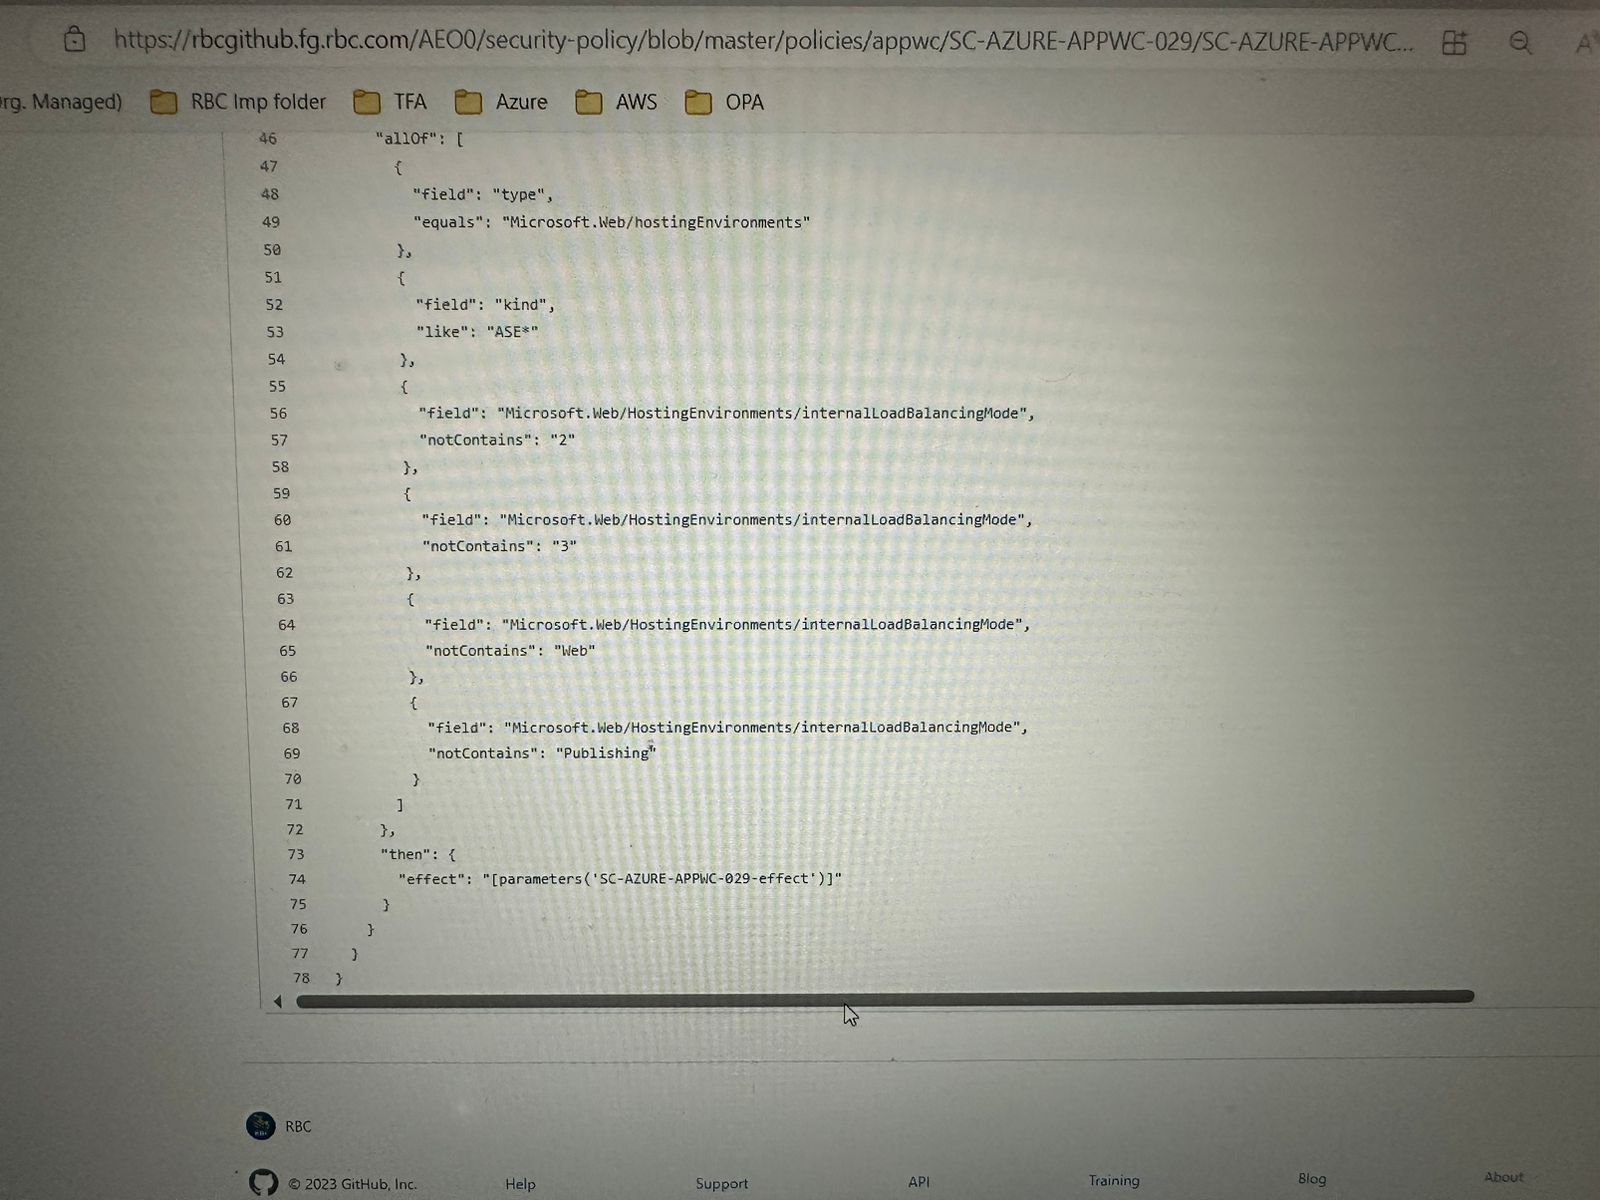 https://rbcgithub.fg.rbc.com/AEO0/security-policy/blob/master/policies/appwc/SC-AZURE-APPWC-029/SC-AZURE-APPWC...
rg. Managed) RBC Imp folder TFA Azure AWS OPA
46 "allOf": [
47 {
48 "field": "type",
49 "equals": "Microsoft.Web/hostingEnvironments"
50 },
51 {
52 "field": "kind",
53 "like": "ASE*"
54 },
55 {
56 "field": "Microsoft.Web/HostingEnvironments/internalLoadBalancingMode",
57 "notContains": "2"
58 },
59 {
60 "field": "Microsoft.Web/HostingEnvironments/internalLoadBalancingMode",
61 "notContains": "3"
62 },
63 {
64 "field": "Microsoft.Web/HostingEnvironments/internalLoadBalancingMode",
65 "notContains": "Web"
66 },
67 {
68 "field": "Microsoft.Web/HostingEnvironments/internalLoadBalancingMode",
69 "notContains": "Publishing"
70 }
71 ]
72 },
73 "then": {
74 "effect": "[parameters('SC-AZURE-APPWC-029-effect')]"
75 }
76 }
77 }
78 }
RBC
© 2023 GitHub, Inc. Help Support API Training Blog About